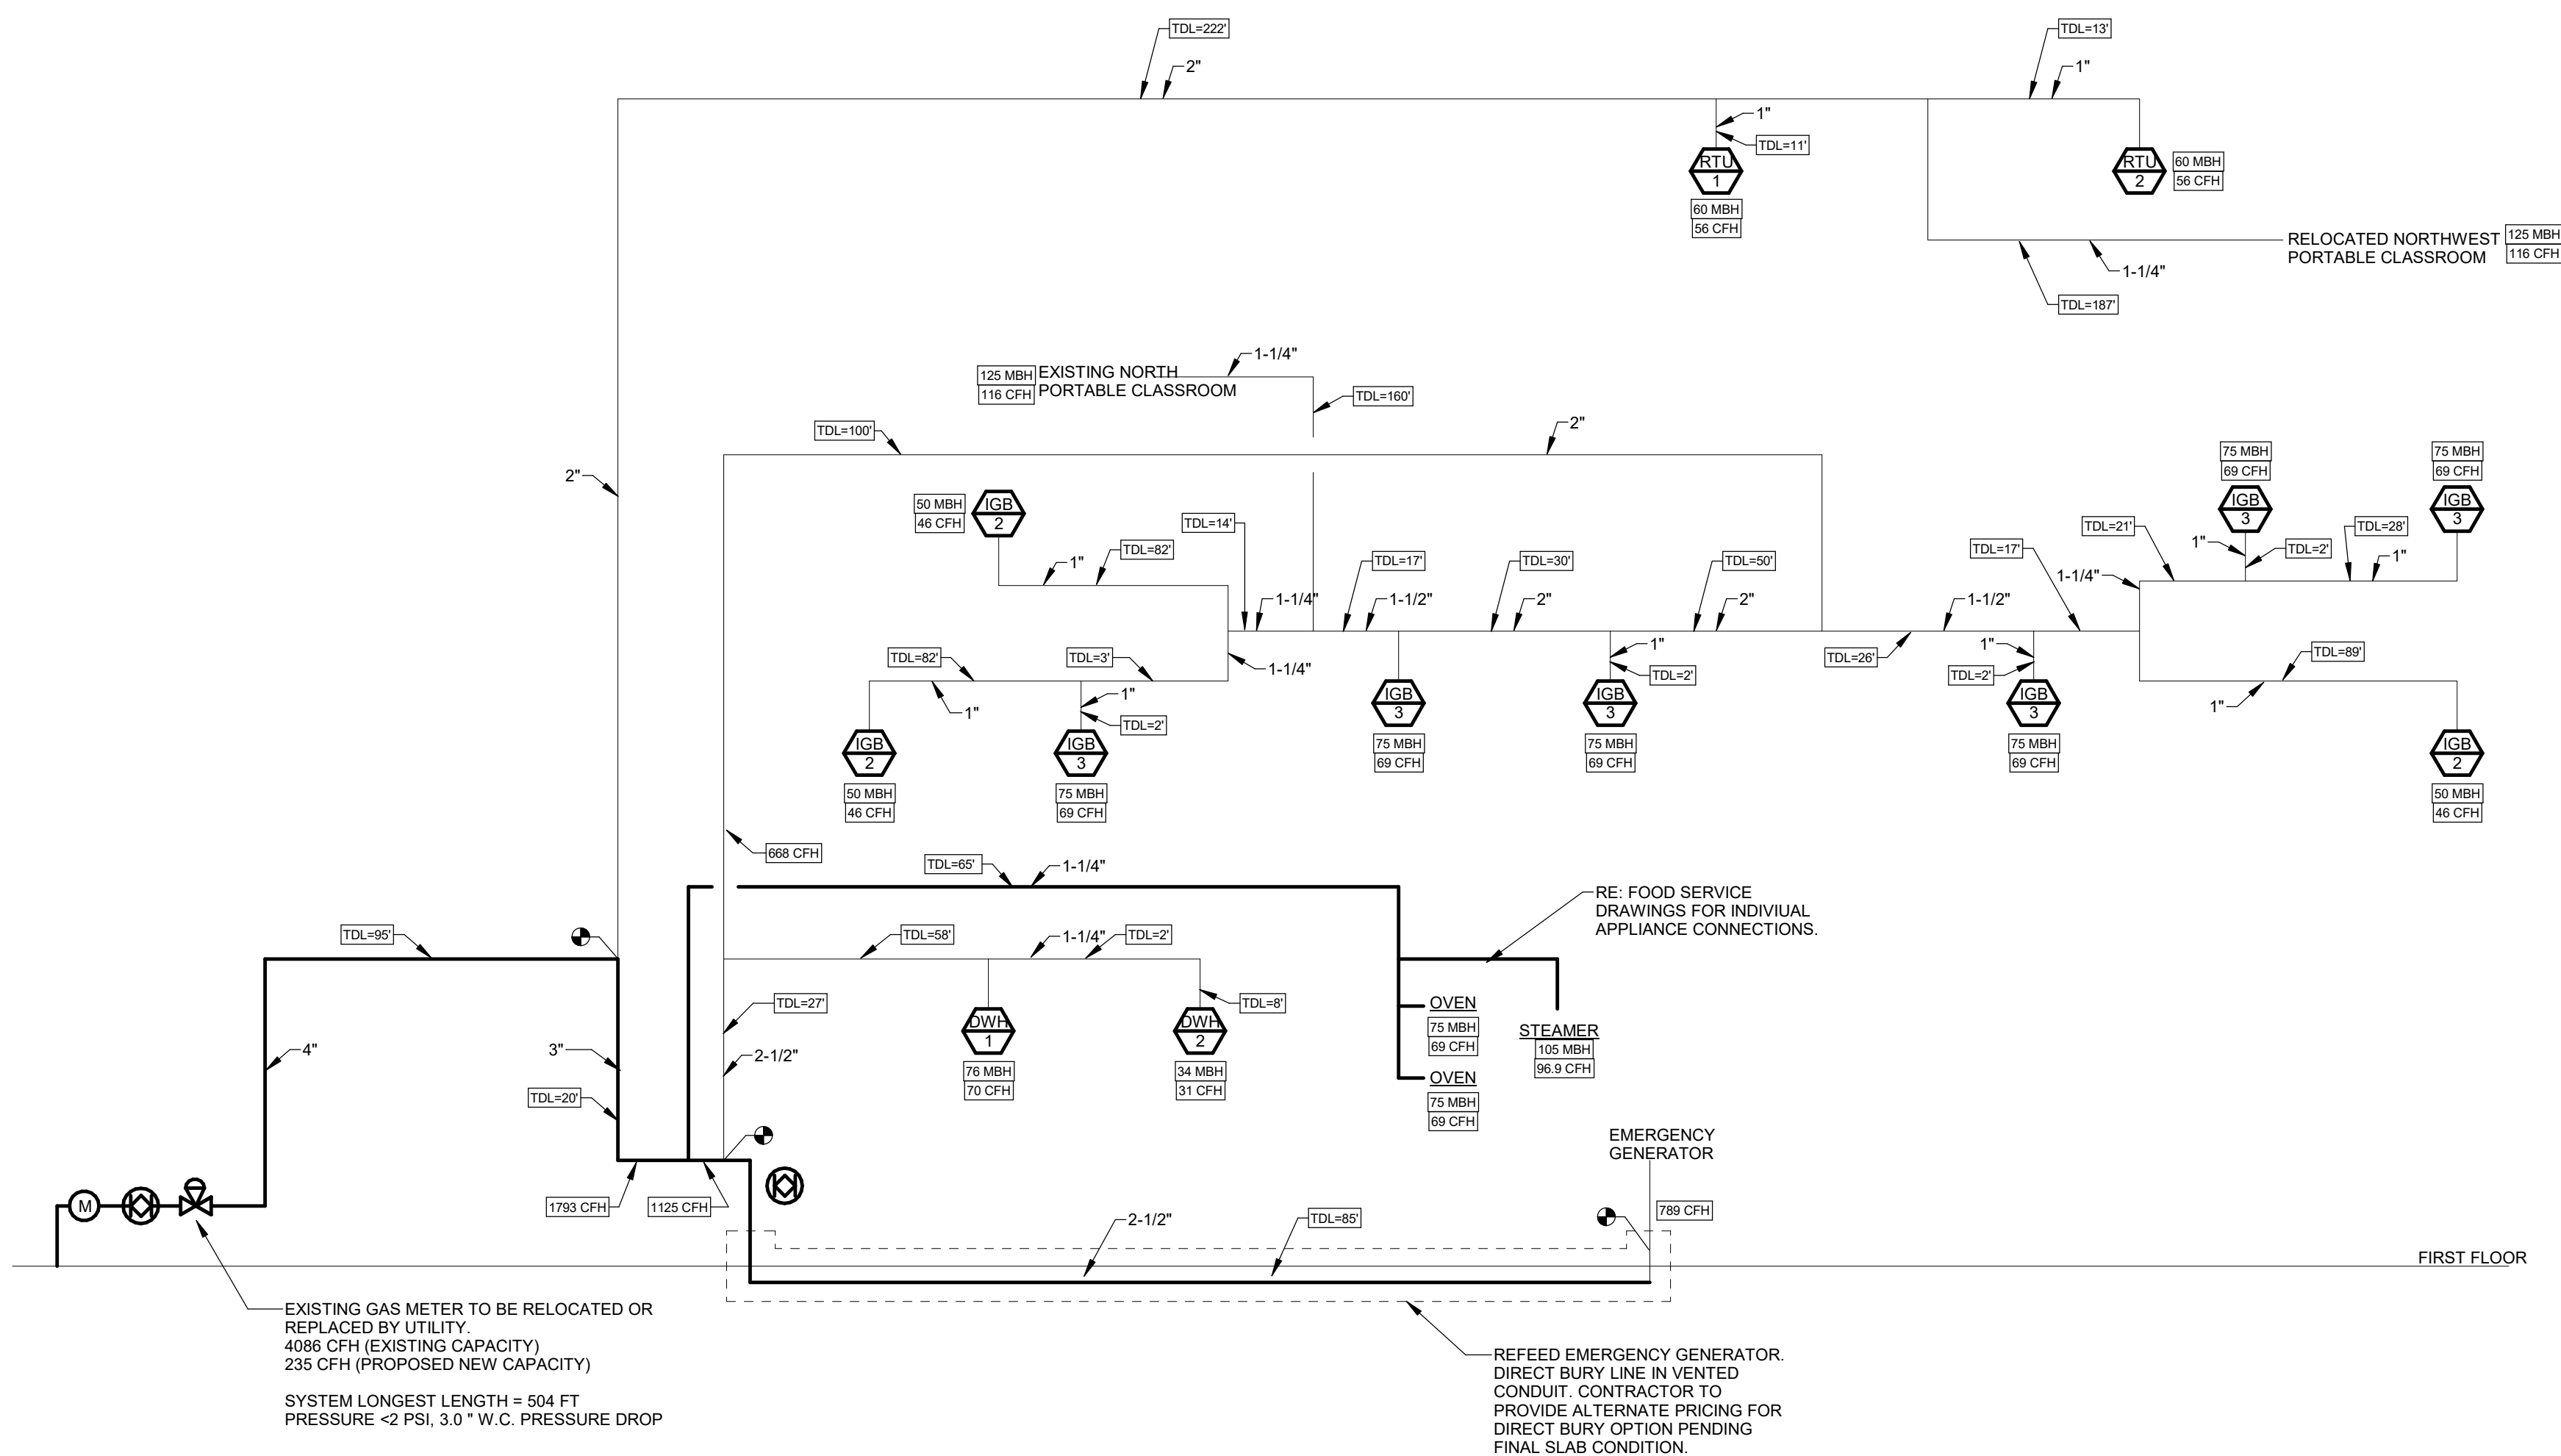 TDL=222'
TDL=13'
2"
1"
1"
TDL=11'
RTU
1
60 MBH
56 CFH
RTU
2
60 MBH
56 CFH
RELOCATED NORTHWEST
PORTABLE CLASSROOM
125 MBH
116 CFH
1-1/4"
TDL=187'
1-1/4"
125 MBH
116 CFH
EXISTING NORTH
PORTABLE CLASSROOM
TDL=160'
TDL=100'
2"
2"
50 MBH
46 CFH
IGB
2
TDL=14'
TDL=82'
1"
TDL=17'
TDL=30'
TDL=50'
1-1/4"
1-1/2"
2"
2"
75 MBH
69 CFH
IGB
3
75 MBH
69 CFH
IGB
3
TDL=21'
TDL=28'
TDL=17'
1"
TDL=2'
1"
1-1/4"
1-1/2"
TDL=82'
TDL=3'
1-1/4"
1"
TDL=2'
TDL=26'
1"
TDL=2'
TDL=89'
1"
1"
1"
TDL=2'
IGB
3
75 MBH
69 CFH
IGB
3
75 MBH
69 CFH
IGB
3
75 MBH
69 CFH
IGB
2
50 MBH
46 CFH
IGB
3
75 MBH
69 CFH
IGB
2
50 MBH
46 CFH
668 CFH
TDL=65'
1-1/4"
RE: FOOD SERVICE
DRAWINGS FOR INDIVIUAL
APPLIANCE CONNECTIONS.
TDL=95'
TDL=58'
1-1/4"
TDL=2'
TDL=27'
TDL=8'
4"
3"
2-1/2"
TDL=20'
DWH
1
76 MBH
70 CFH
DWH
2
34 MBH
31 CFH
OVEN
75 MBH
69 CFH
STEAMER
105 MBH
96.9 CFH
OVEN
75 MBH
69 CFH
EMERGENCY
GENERATOR
M
1793 CFH
1125 CFH
2-1/2"
TDL=85'
789 CFH
FIRST FLOOR
EXISTING GAS METER TO BE RELOCATED OR
REPLACED BY UTILITY.
4086 CFH (EXISTING CAPACITY)
235 CFH (PROPOSED NEW CAPACITY)
SYSTEM LONGEST LENGTH = 504 FT
PRESSURE <2 PSI, 3.0 " W.C. PRESSURE DROP
REFEED EMERGENCY GENERATOR.
DIRECT BURY LINE IN VENTED
CONDUIT. CONTRACTOR TO
PROVIDE ALTERNATE PRICING FOR
DIRECT BURY OPTION PENDING
FINAL SLAB CONDITION.